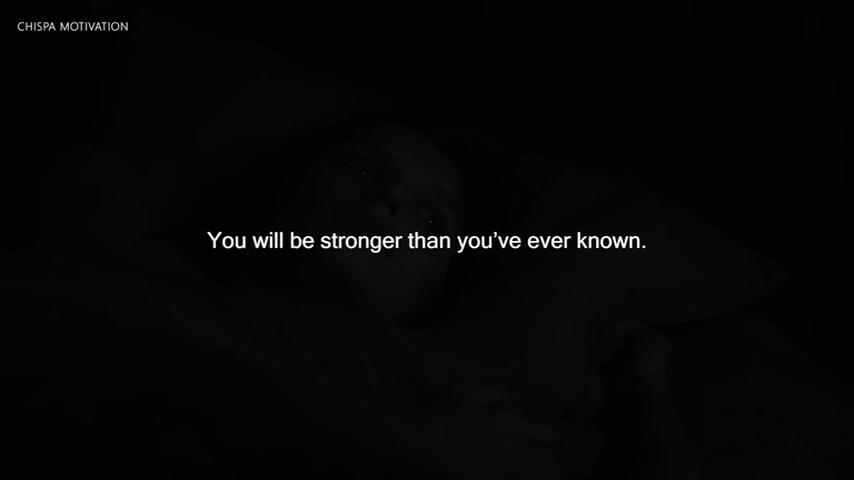 CHISPA MOTIVATION
You will be stronger than you’ve ever known.